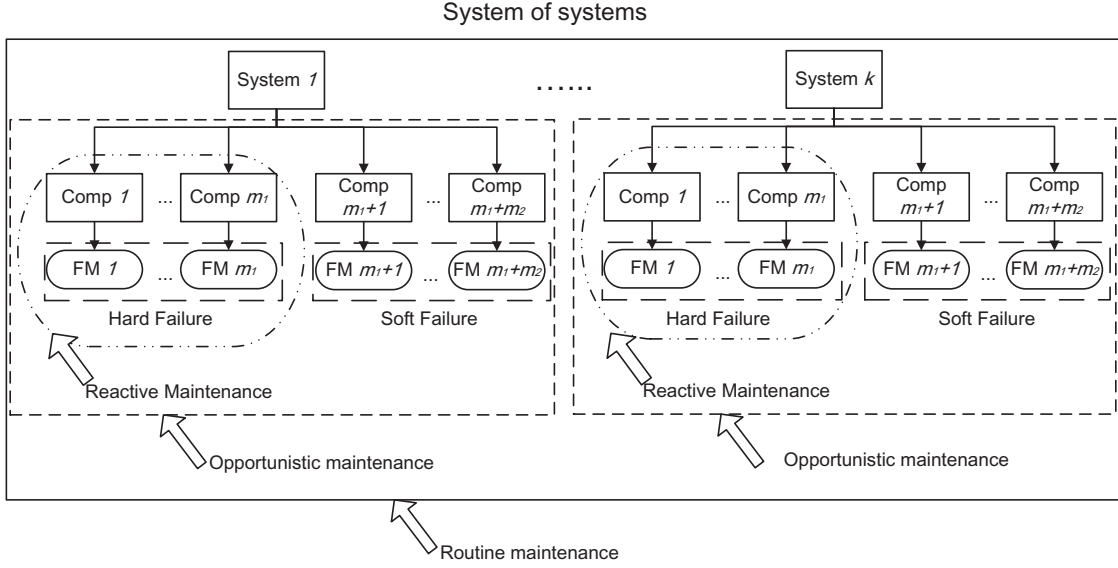 System of systems
System 1
......
System k
Comp 1
...
Comp m₁
Comp m₁+1
...
Comp m₁+m₂
Comp 1
...
Comp m₁
Comp m₁+1
...
Comp m₁+m₂
FM 1
...
FM m₁
FM m₁+1
...
FM m₁+m₂
FM 1
...
FM m₁
FM m₁+1
...
FM m₁+m₂
Hard Failure
Soft Failure
Hard Failure
Soft Failure
Reactive Maintenance
Reactive Maintenance
Opportunistic maintenance
Opportunistic maintenance
Routine maintenance